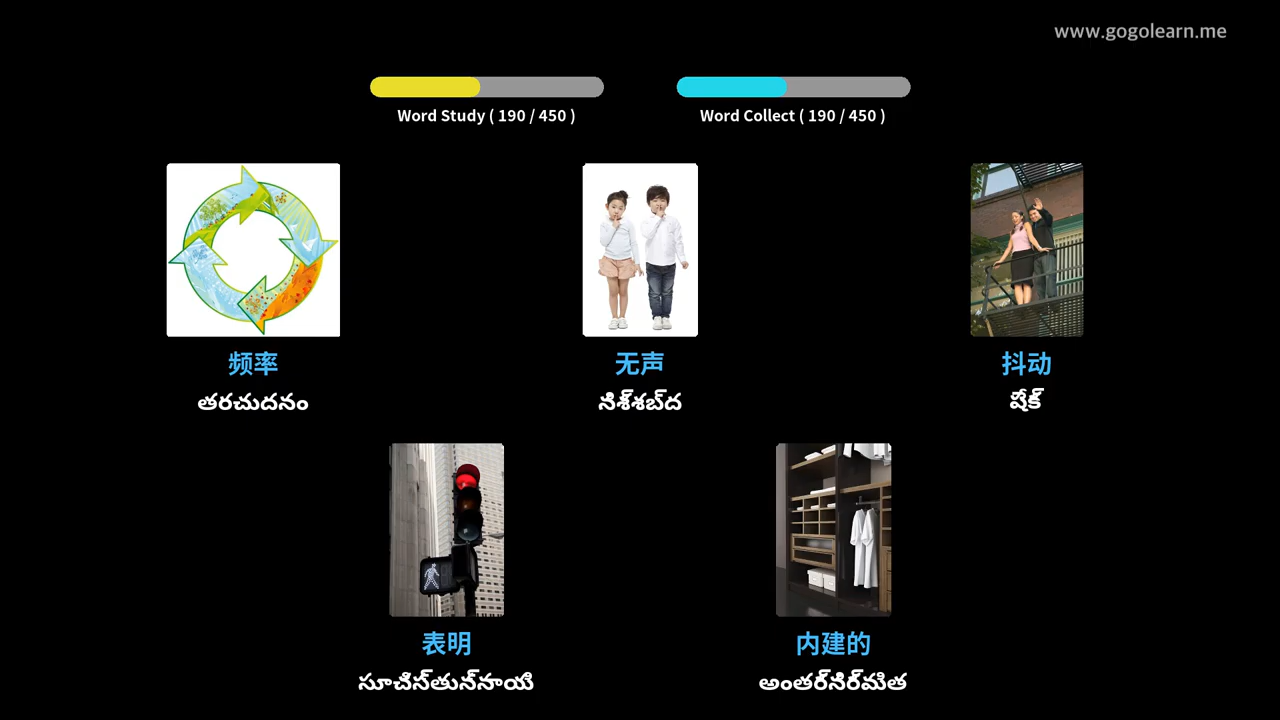 www.gogolearn.me
Word Study ( 190 / 450 )
Word Collect ( 190 / 450 )
频率
తరచుదనం
无声
నిశ్శబ్ద
抖动
షేక్
表明
సూచిస్తున్నాయి
内建的
అంతర్నిర్మిత